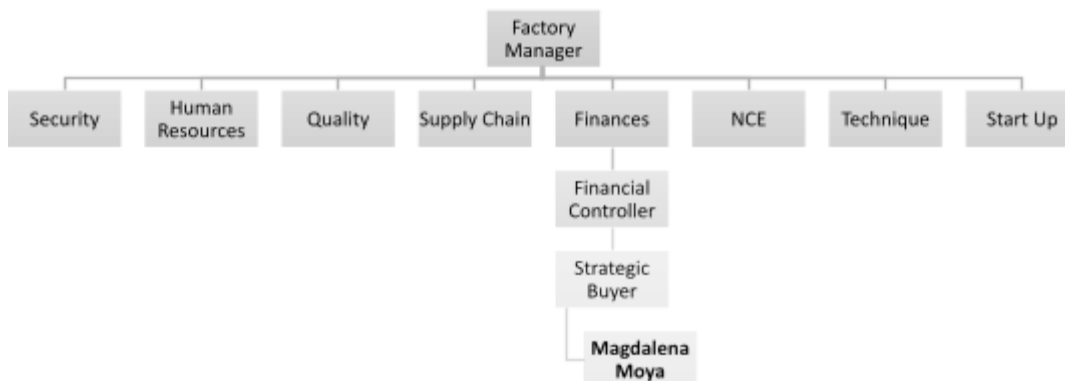 Factory
Manager
Security
Human
Resources
Quality
Supply Chain
Finances
NCE
Technique
Start Up
Financial
Controller
Strategic
Buyer
Magdalena
Moya